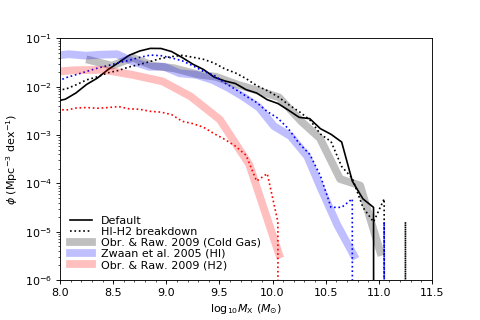 10⁻¹
10⁻²
10⁻³
10⁻⁴
10⁻⁵
10⁻⁶
ϕ (Mpc⁻³ dex⁻¹)
Default
HI-H2 breakdown
Obr. & Raw. 2009 (Cold Gas)
Zwaan et al. 2005 (HI)
Obr. & Raw. 2009 (H2)
8.0 8.5 9.0 9.5 10.0 10.5 11.0 11.5
log₁₀M_X (M_⊙)